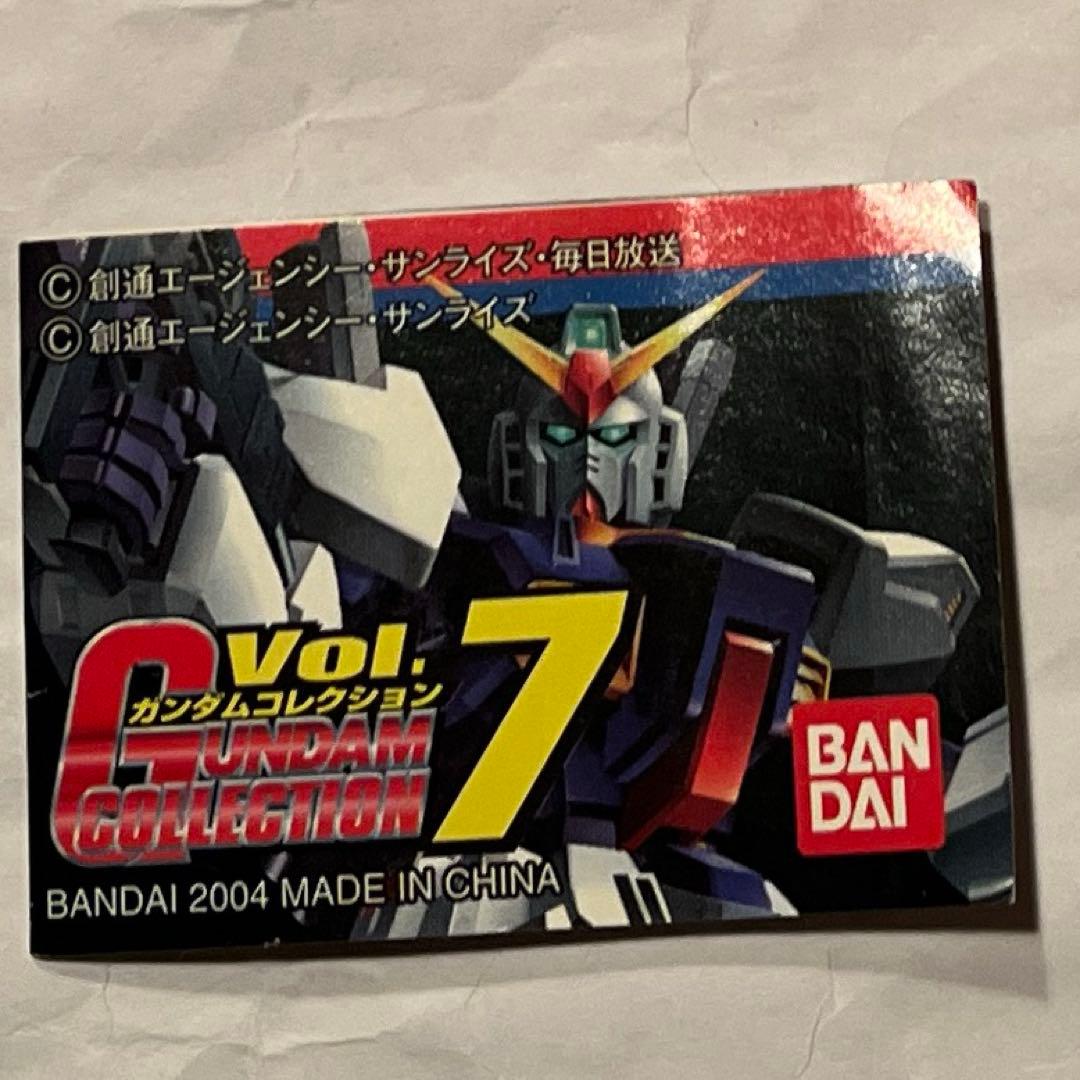 ©創通エージェンシー・サンライズ・毎日放送
©創通エージェンシー・サンライズ
Vol. 7
ガンダムコレクション
GUNDAM
COLLECTION
BAN
DAI
BANDAI 2004 MADE IN CHINA